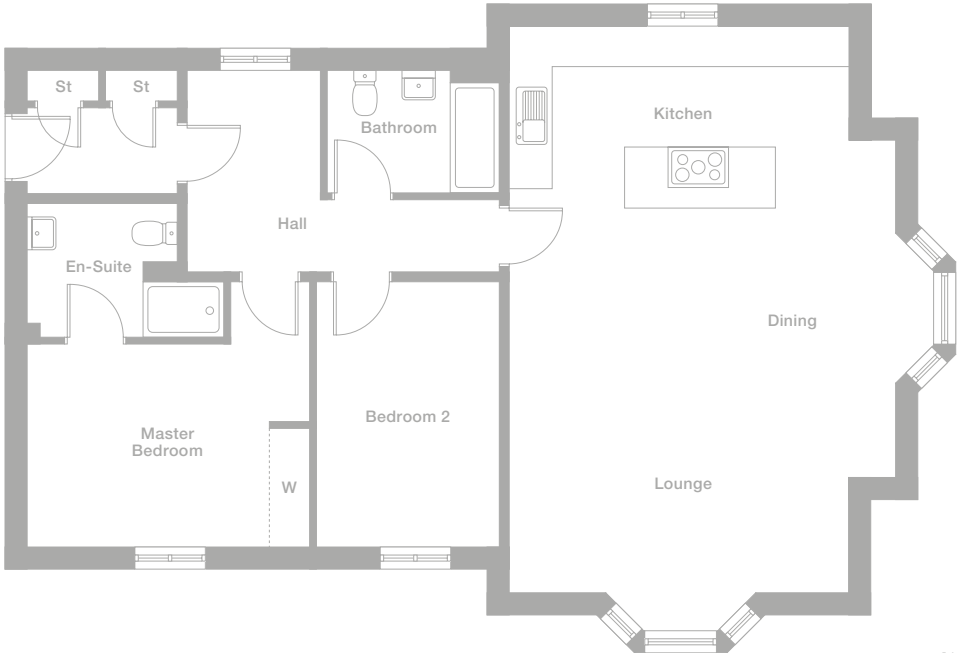 St
St
Kitchen
Bathroom
Hall
En-Suite
Dining
Bedroom 2
Master
Bedroom
W
Lounge